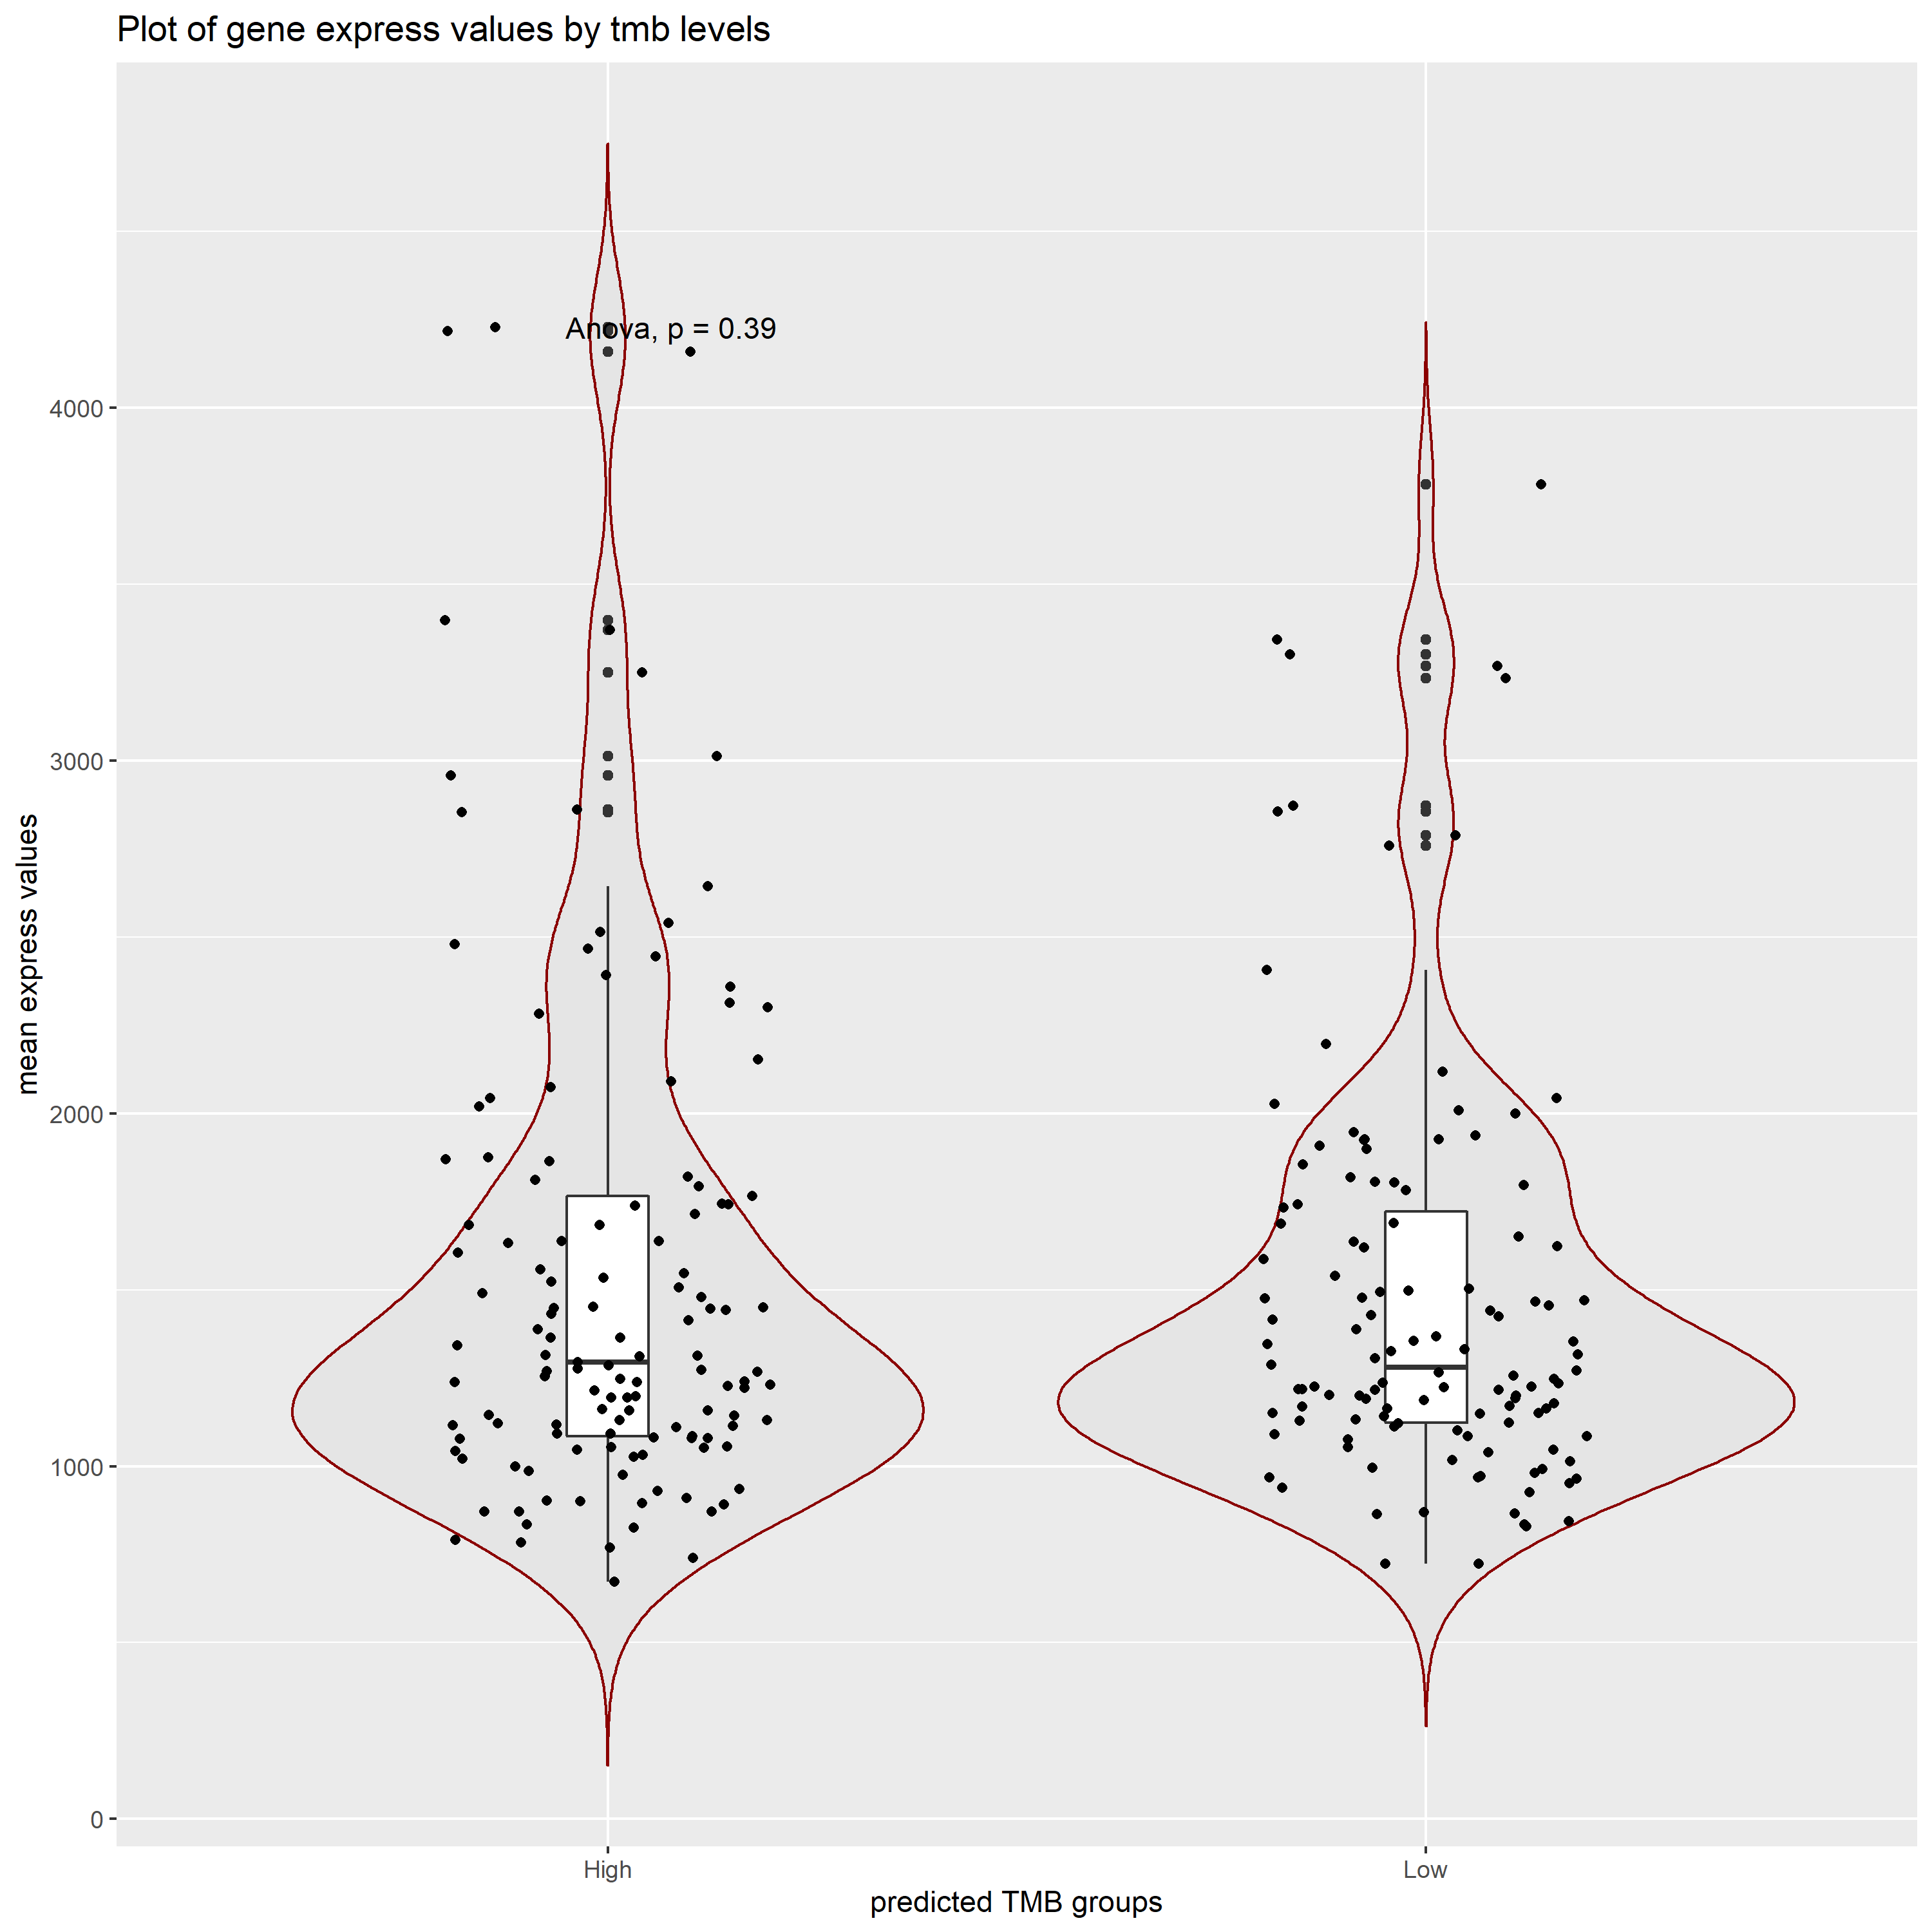 Plot of gene express values by tmb levels
Anova, p = 0.39
4000
3000
2000
1000
0
mean express values
High
Low
predicted TMB groups